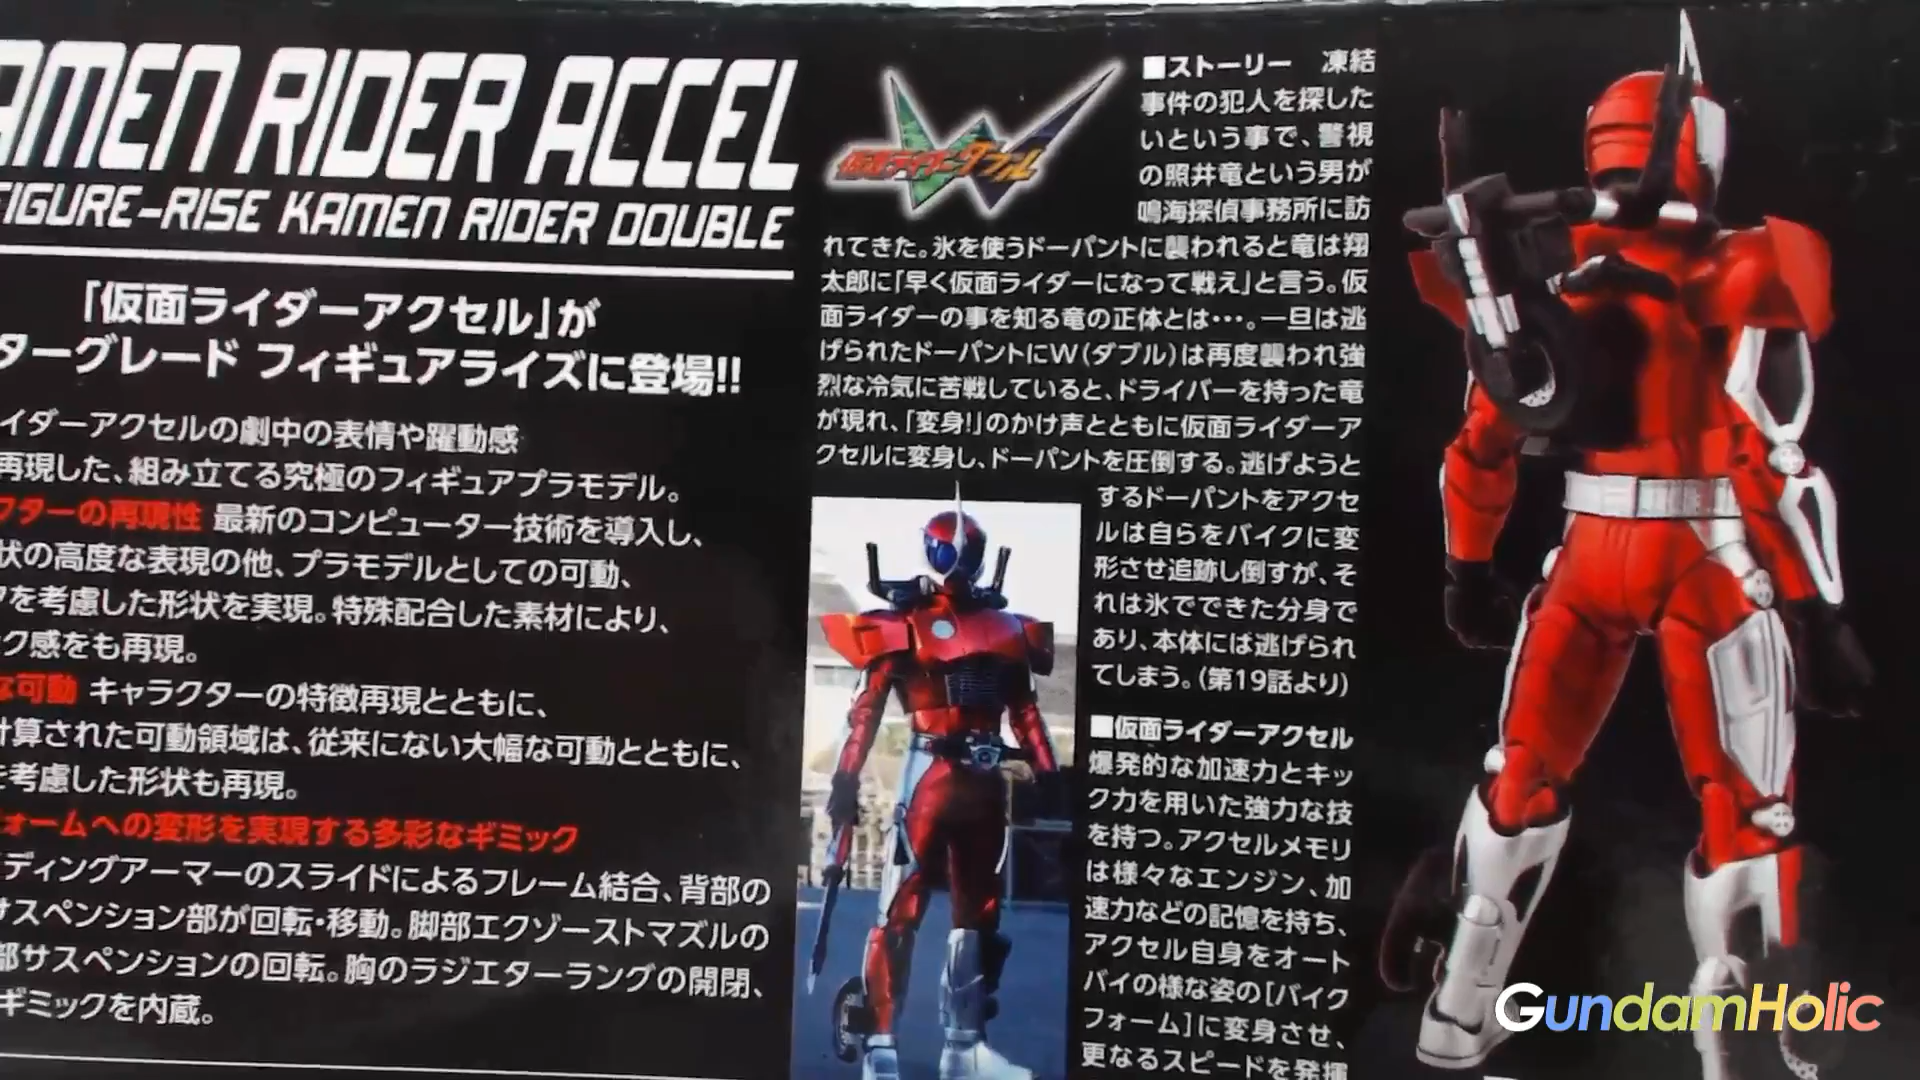 AMEN RIDER ACCEL
FIGURE-RISE KAMEN RIDER DOUBLE
「仮面ライダーアクセル」が
ターグレード フィギュアライズに登場!!
イダーアクセルの劇中の表情や躍動感
再現した、組み立てる究極のフィギュアプラモデル。
クターの再現性 最新のコンピューター技術を導入し、
状の高度な表現の他、プラモデルとしての可動、
を考慮した形状を実現。特殊配合した素材により、
ク感をも再現。
な可動 キャラクターの特徴再現とともに、
計算された可動領域は、従来にない大幅な可動とともに、
考慮した形状も再現。
ォームへの変形を実現する多彩なギミック
ディングアーマーのスライドによるフレーム結合、背部の
サスペンション部が回転・移動。脚部エクゾーストマズルの
部サスペンションの回転。胸のラジエターラングの開閉、
ギミックを内蔵。
仮面ライダーダブル
W
■ストーリー 凍結
事件の犯人を探した
いという事で、警視
の照井竜という男が
鳴海探偵事務所に訪
れてきた。氷を使うドーパントに襲われると竜は翔
太郎に「早く仮面ライダーになって戦え」と言う。仮
面ライダーの事を知る竜の正体とは・・・。一旦は逃
げられたドーパントにW(ダブル)は再度襲われ強
烈な冷気に苦戦していると、ドライバーを持った竜
が現れ、「変身!」のかけ声とともに仮面ライダーア
クセルに変身し、ドーパントを圧倒する。逃げようと
するドーパントをアクセ
ルは自らをバイクに変
形させ追跡し倒すが、そ
れは氷でできた分身で
あり、本体には逃げられ
てしまう。(第19話より)
■仮面ライダーアクセル
爆発的な加速力とキッ
ク力を用いた強力な技
を持つ。アクセルメモリ
は様々なエンジン、加
速力などの記憶を持ち、
アクセル自身をオート
バイの様な姿の[バイク
フォーム]に変身させ、
更なるスピードを発揮
GundamHolic